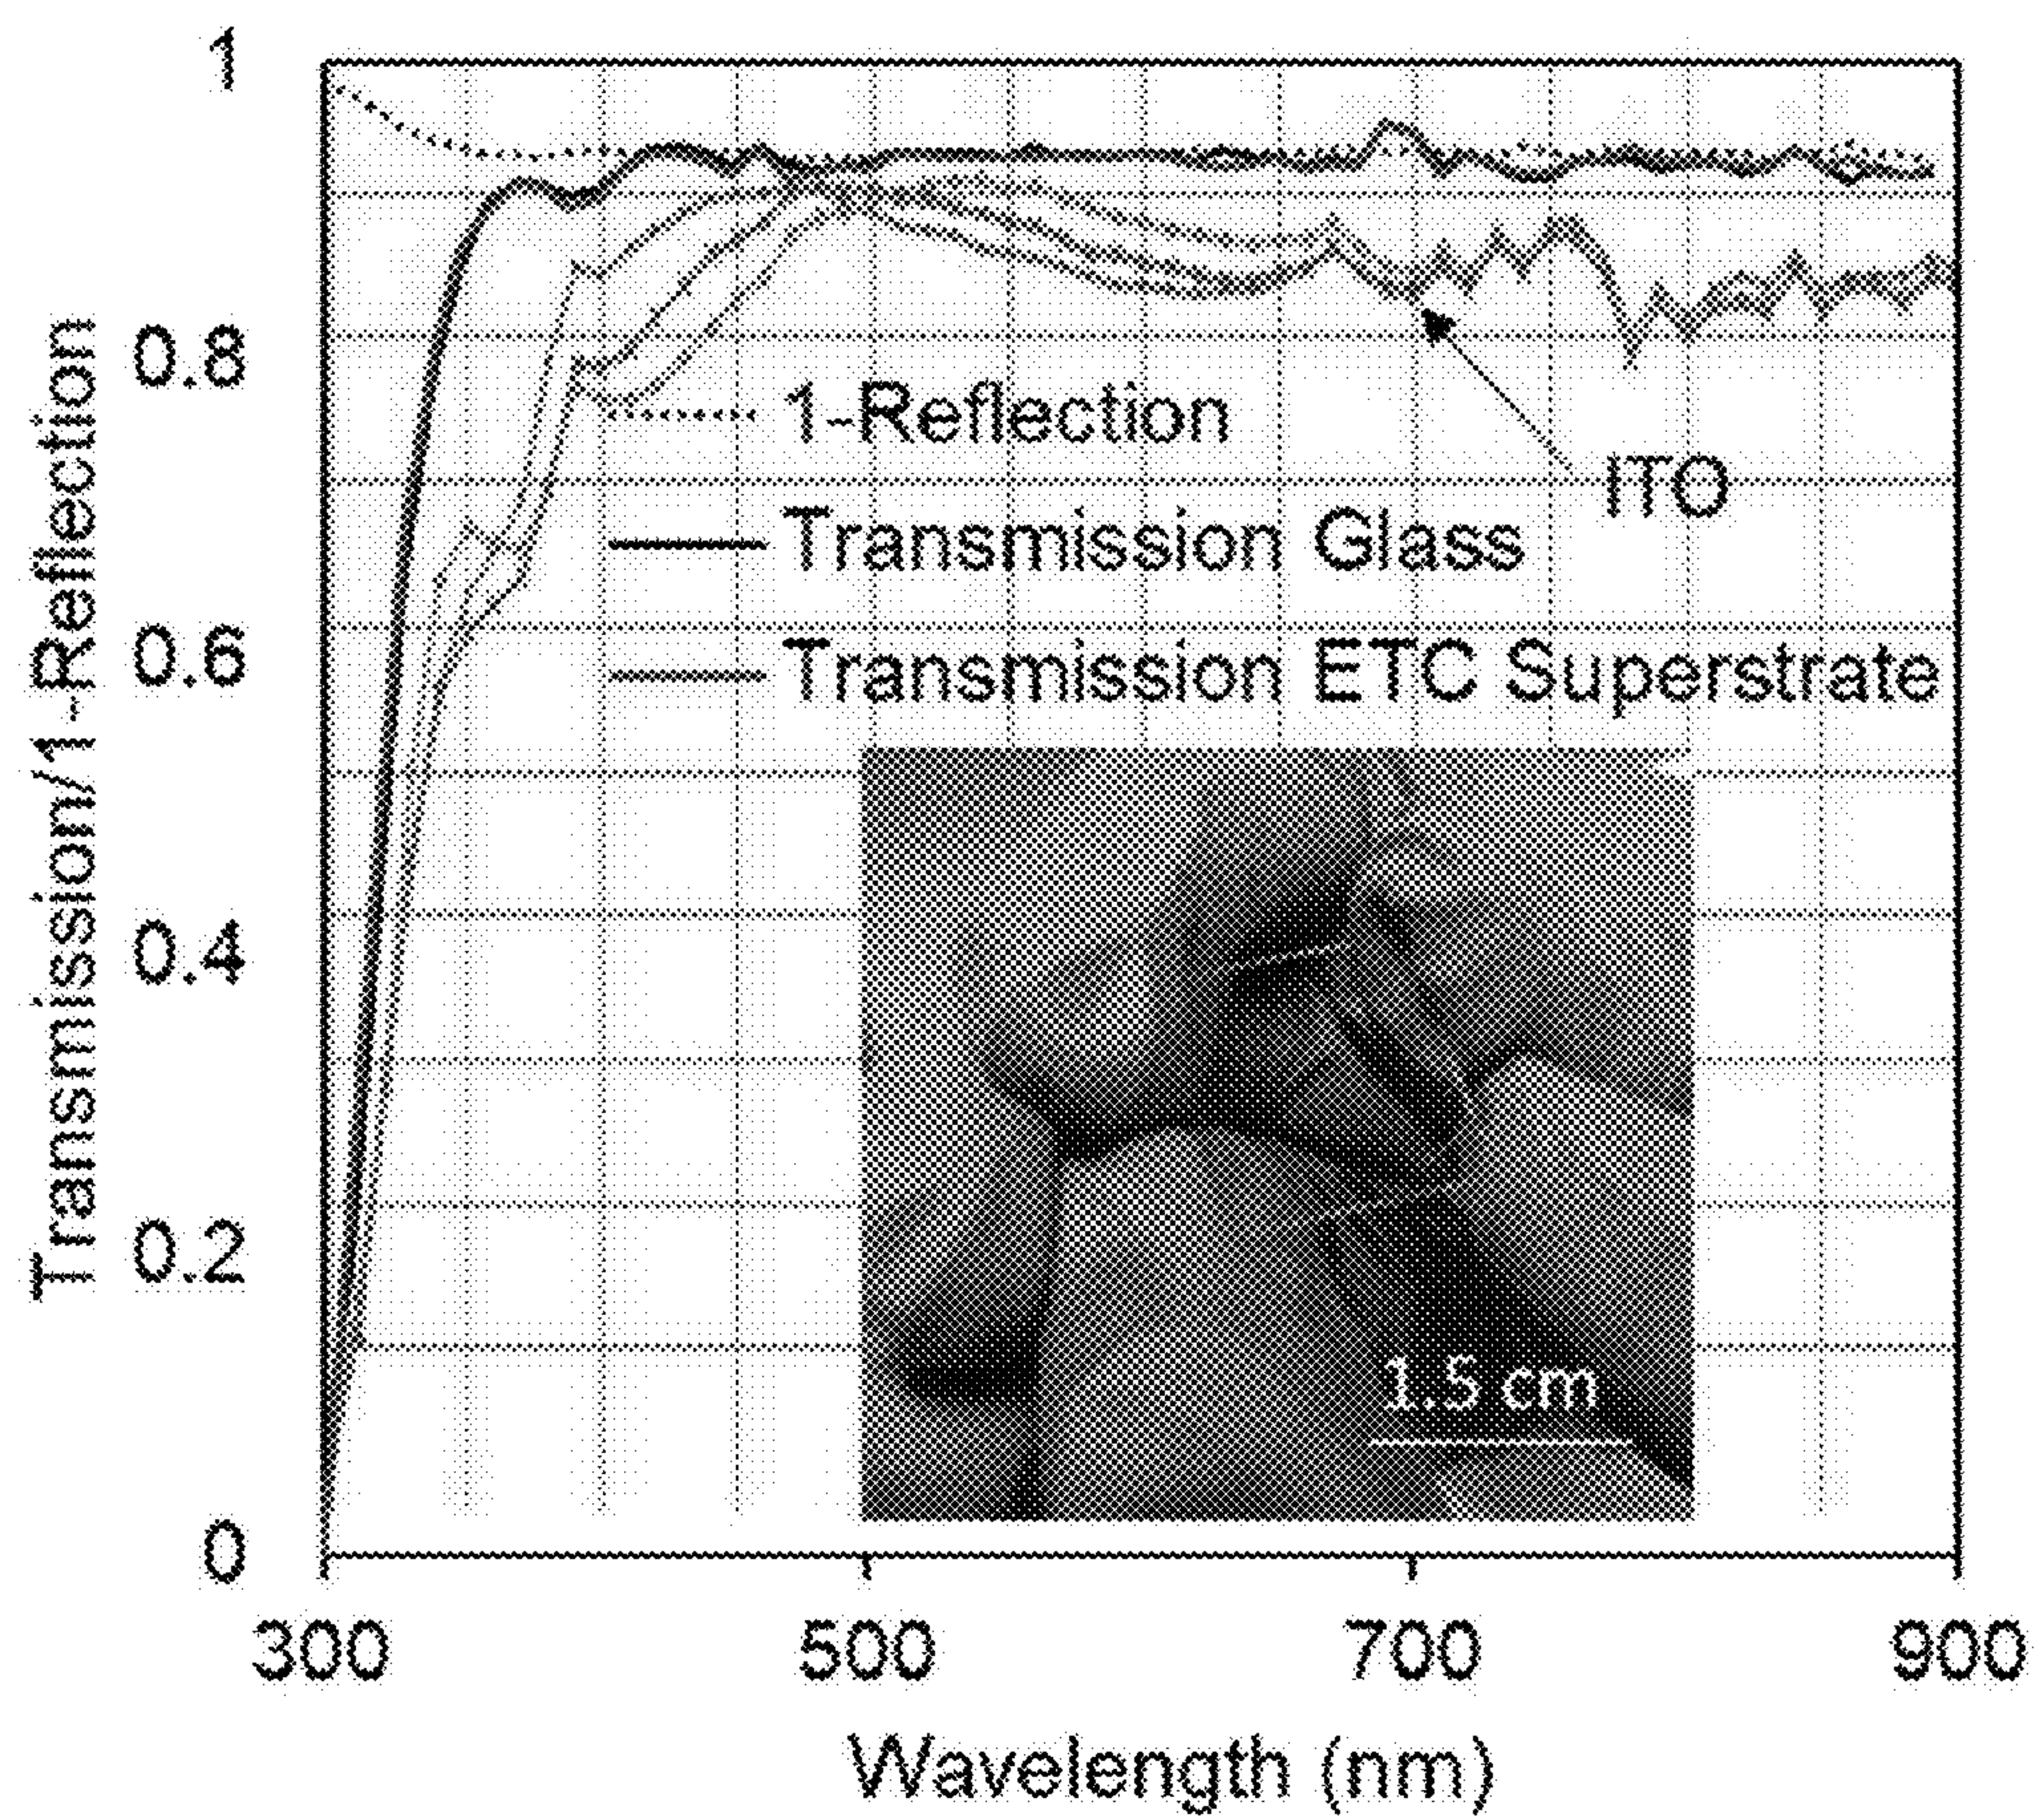 Transmission/1-Reflection
1
0.8
0.6
0.4
0.2
0
1-Reflection
ITO
Transmission Glass
Transmission ETC Superstrate
1.5 cm
300
500
700
900
Wavelength (nm)